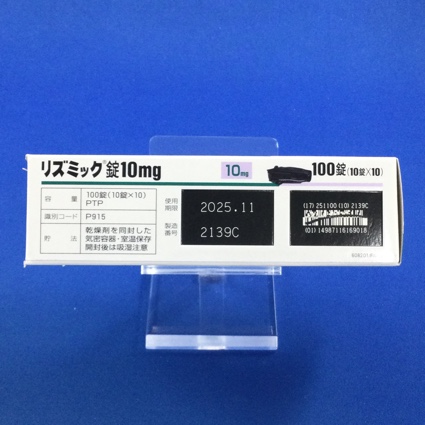 リズミック®錠10mg
10mg
100錠(10錠×10)
容量 100錠(10錠×10) PTP
識別コード P915
貯法 乾燥剤を同封した気密容器・室温保存 開封後は吸湿注意
使用期限 2025.11
製造番号 2139C
(17)251100(10)2139C
(01)14987116169018